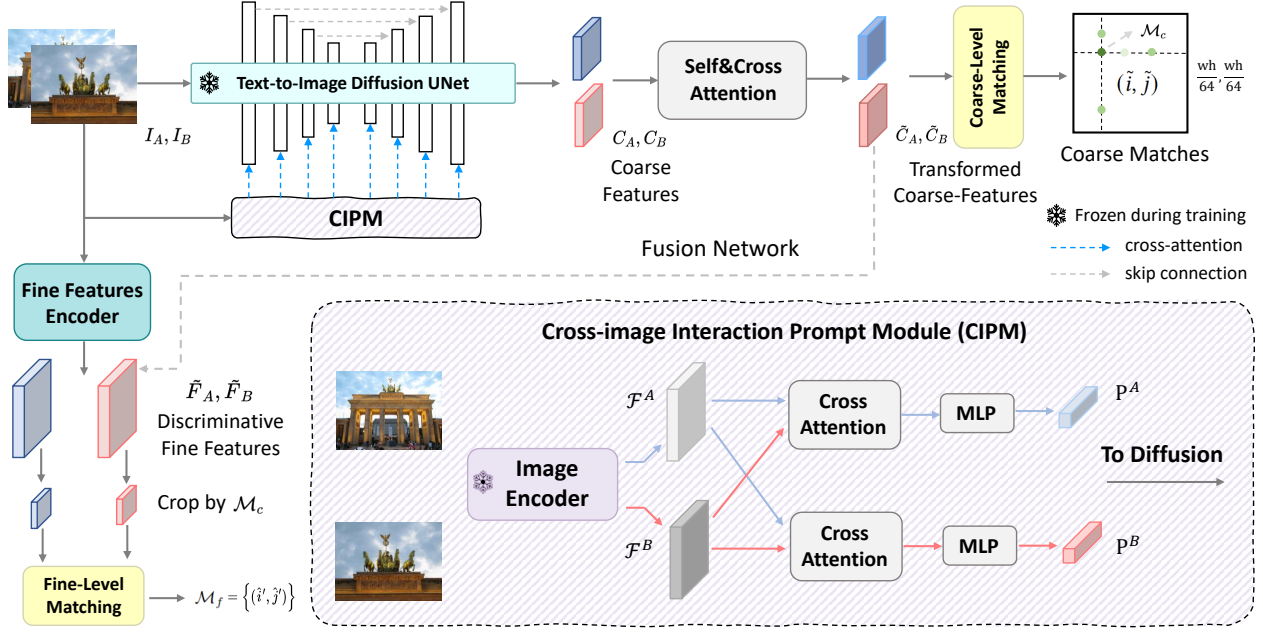 Text-to-Image Diffusion UNet
I_A, I_B
CIPM
C_A, C_B
Coarse
Features
Self&Cross
Attention
C̃_A, C̃_B
Transformed
Coarse-Features
Coarse-Level
Matching
ℳ_c
(ĩ, j̃)
wh/64, wh/64
Coarse Matches
Frozen during training
cross-attention
skip connection
Fusion Network
Fine Features
Encoder
F̃_A, F̃_B
Discriminative
Fine Features
Crop by ℳ_c
Fine-Level
Matching
ℳ_f = {(î′, ĵ′)}
Cross-image Interaction Prompt Module (CIPM)
Image
Encoder
ℱ^A
ℱ^B
Cross
Attention
MLP
P^A
Cross
Attention
MLP
P^B
To Diffusion